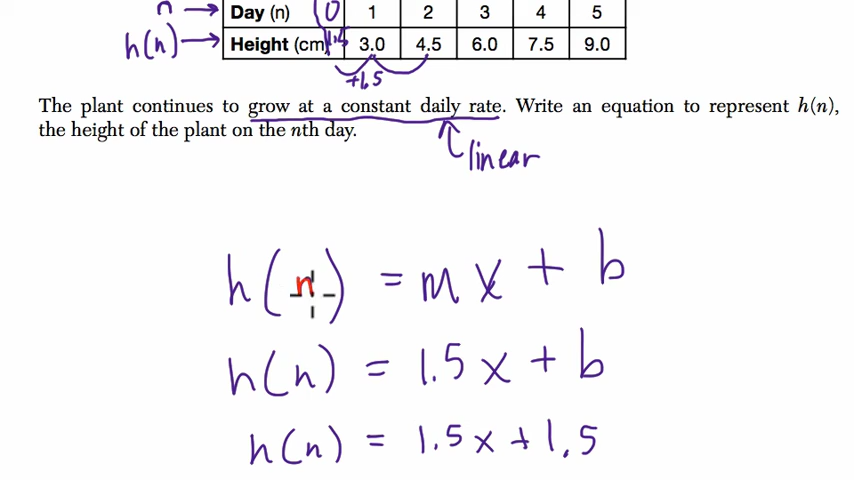 n → Day (n) (0 1 2 3 4 5
h(n) → Height (cm) 1.5 3.0 4.5 6.0 7.5 9.0
+1.5
The plant continues to grow at a constant daily rate. Write an equation to represent h(n),
the height of the plant on the nth day.
linear
h(n) = mx + b
h(n) = 1.5x + b
h(n) = 1.5x + 1.5